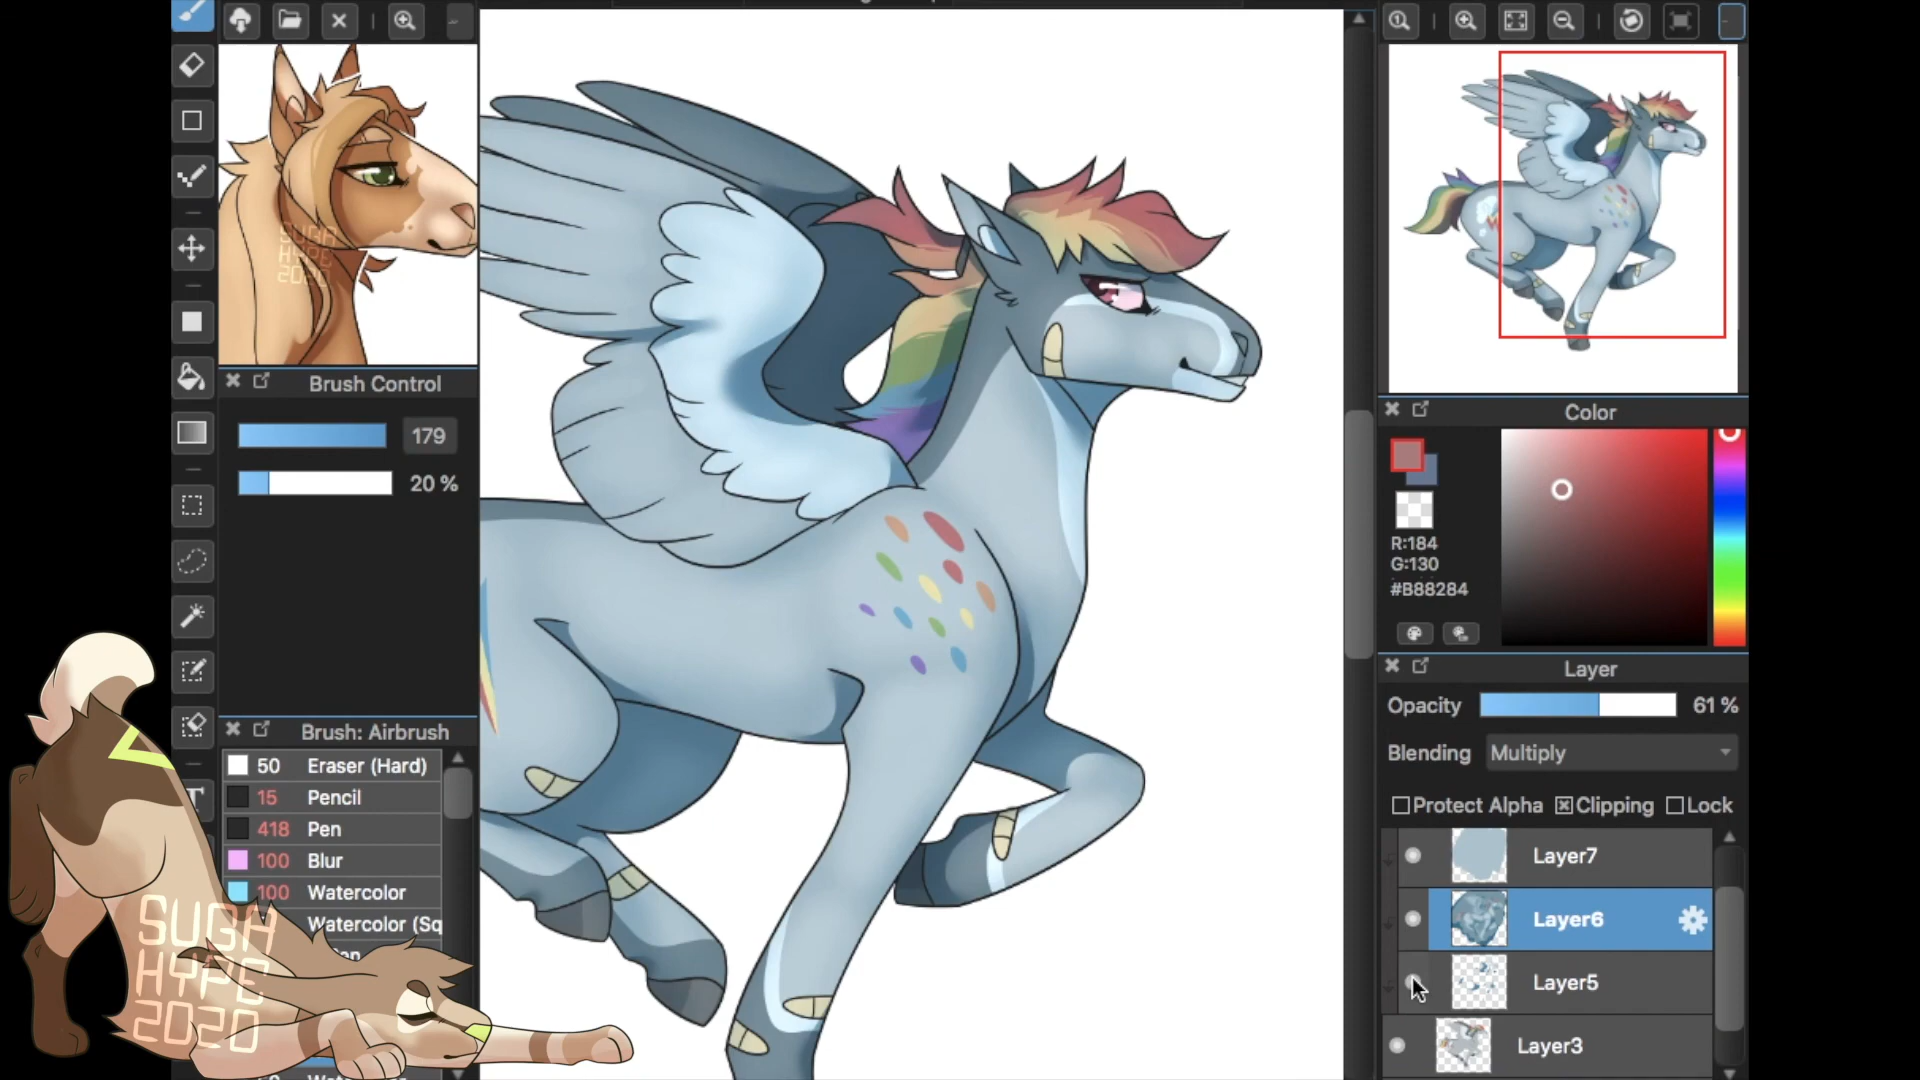 SUGA
HYPE
2020
Brush Control
179
20 %
Brush: Airbrush
50 Eraser (Hard)
15 Pencil
418 Pen
100 Blur
100 Watercolor
Watercolor (Sq
SUGA
HYPE
2020
Color
R:184
G:130
#B88284
Layer
Opacity 61 %
Blending Multiply
Protect Alpha Clipping Lock
Layer7
Layer6
Layer5
Layer3